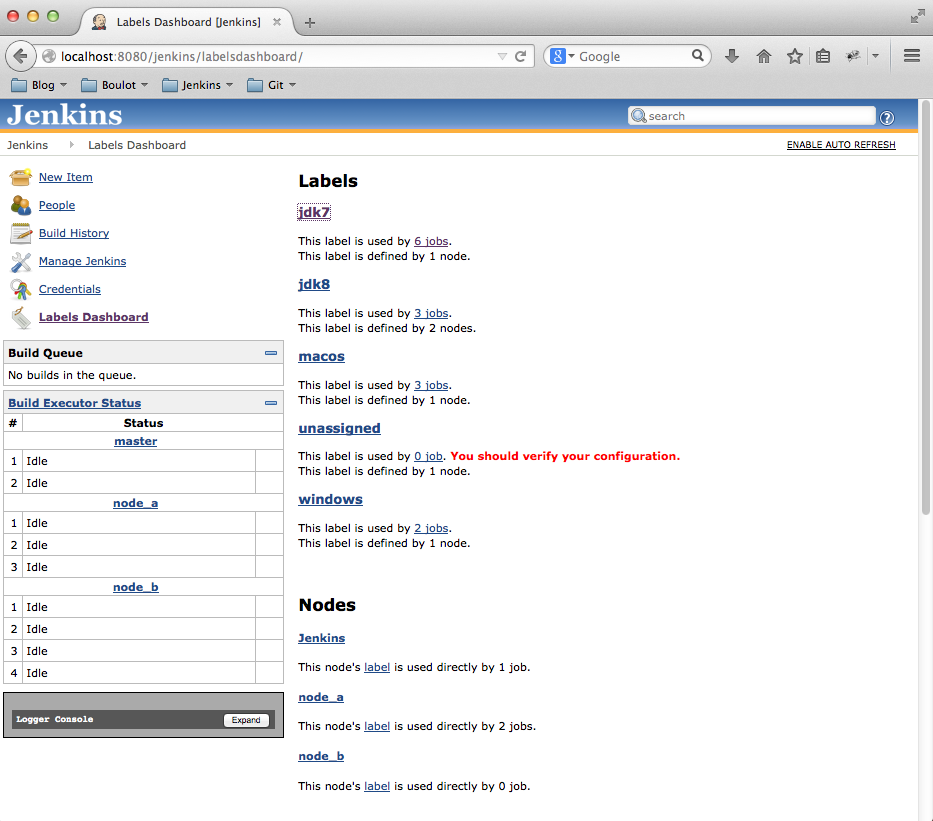 Labels Dashboard [Jenkins]
localhost:8080/jenkins/labelsdashboard/
8 Google
Blog Boulot Jenkins Git
Jenkins
search
?
Jenkins Labels Dashboard
ENABLE AUTO REFRESH
New Item
People
Build History
Manage Jenkins
Credentials
Labels Dashboard
Build Queue
No builds in the queue.
Build Executor Status
# Status
master
1 Idle
2 Idle
node_a
1 Idle
2 Idle
3 Idle
node_b
1 Idle
2 Idle
3 Idle
4 Idle
Logger Console Expand
Labels
jdk7
This label is used by 6 jobs.
This label is defined by 1 node.
jdk8
This label is used by 3 jobs.
This label is defined by 2 nodes.
macos
This label is used by 3 jobs.
This label is defined by 1 node.
unassigned
This label is used by 0 job. You should verify your configuration.
This label is defined by 1 node.
windows
This label is used by 2 jobs.
This label is defined by 1 node.
Nodes
Jenkins
This node's label is used directly by 1 job.
node_a
This node's label is used directly by 2 jobs.
node_b
This node's label is used directly by 0 job.